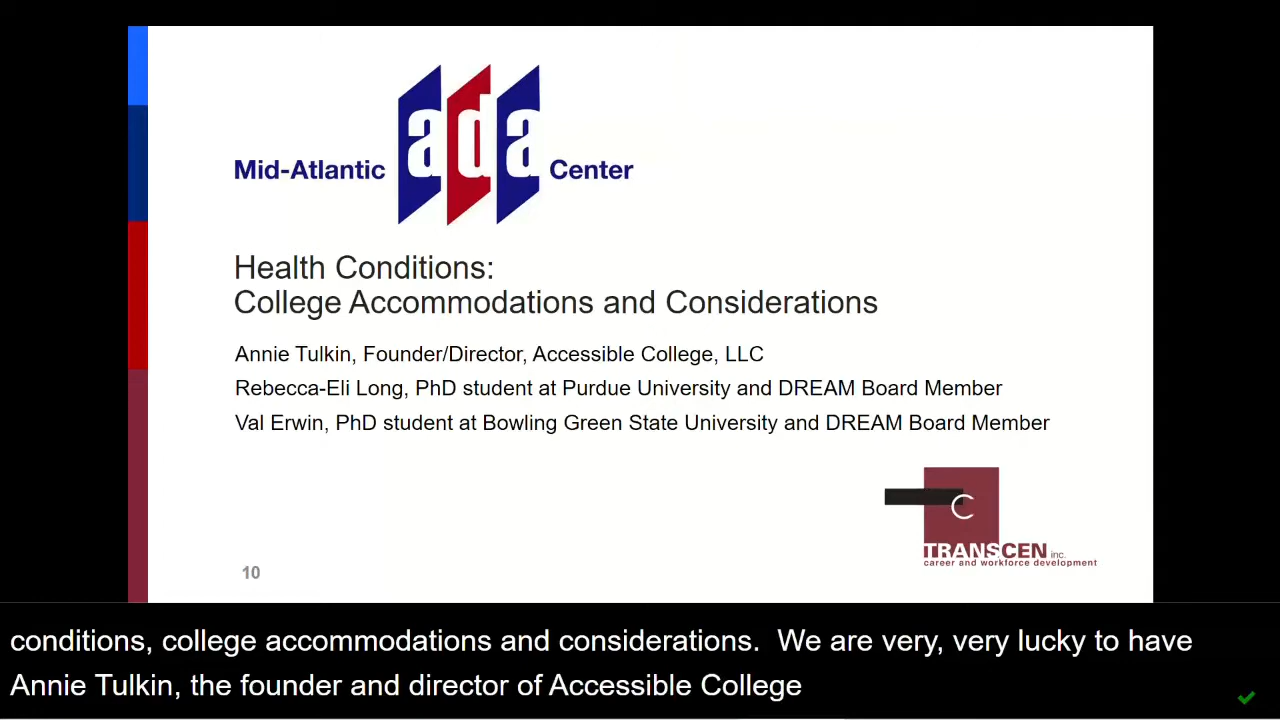 Mid-Atlantic ada Center
Health Conditions:
College Accommodations and Considerations
Annie Tulkin, Founder/Director, Accessible College, LLC
Rebecca-Eli Long, PhD student at Purdue University and DREAM Board Member
Val Erwin, PhD student at Bowling Green State University and DREAM Board Member
C
TRANSCEN inc.
career and workforce development
10
conditions, college accommodations and considerations.  We are very, very lucky to have
Annie Tulkin, the founder and director of Accessible College